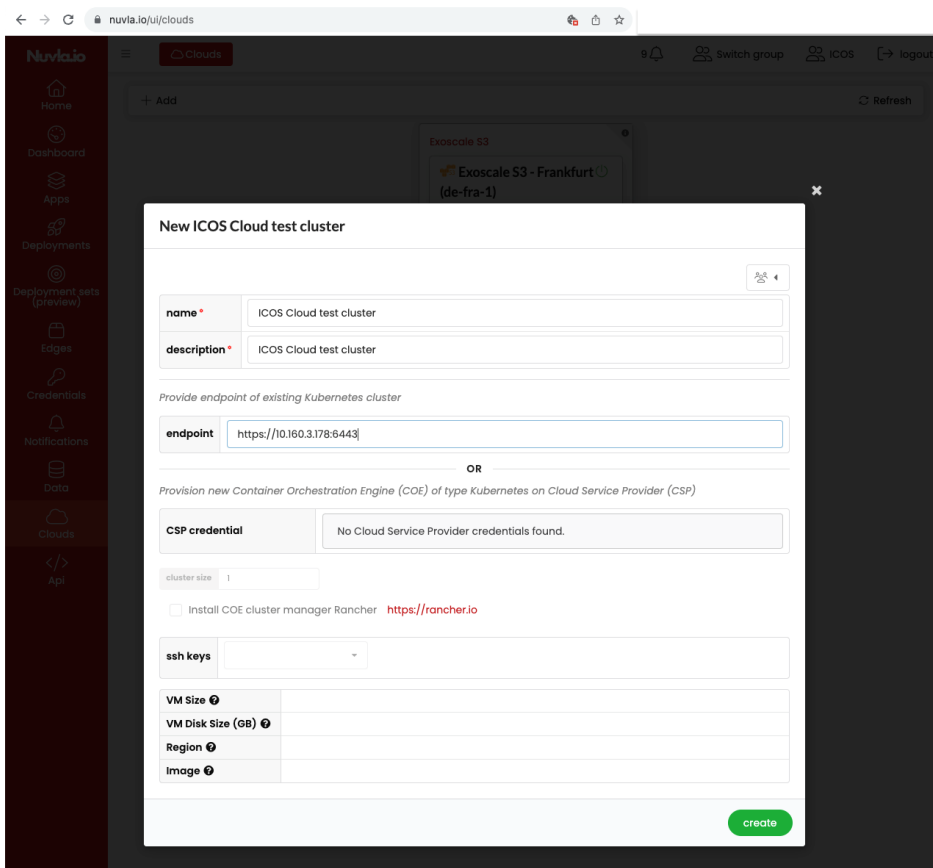 nuvla.io/ui/clouds
Nuvla.io
Clouds
9
Switch group
ICOS
logout
Home
Dashboard
Apps
Deployments
Deployment sets
(preview)
Edges
Credentials
Notifications
Data
Clouds
Api
+ Add
Refresh
Exoscale S3
Exoscale S3 - Frankfurt
(de-fra-1)
New ICOS Cloud test cluster
name * ICOS Cloud test cluster
description * ICOS Cloud test cluster
Provide endpoint of existing Kubernetes cluster
endpoint https://10.160.3.178:6443
OR
Provision new Container Orchestration Engine (COE) of type Kubernetes on Cloud Service Provider (CSP)
CSP credential No Cloud Service Provider credentials found.
cluster size 1
Install COE cluster manager Rancher https://rancher.io
ssh keys
VM Size
VM Disk Size (GB)
Region
Image
create